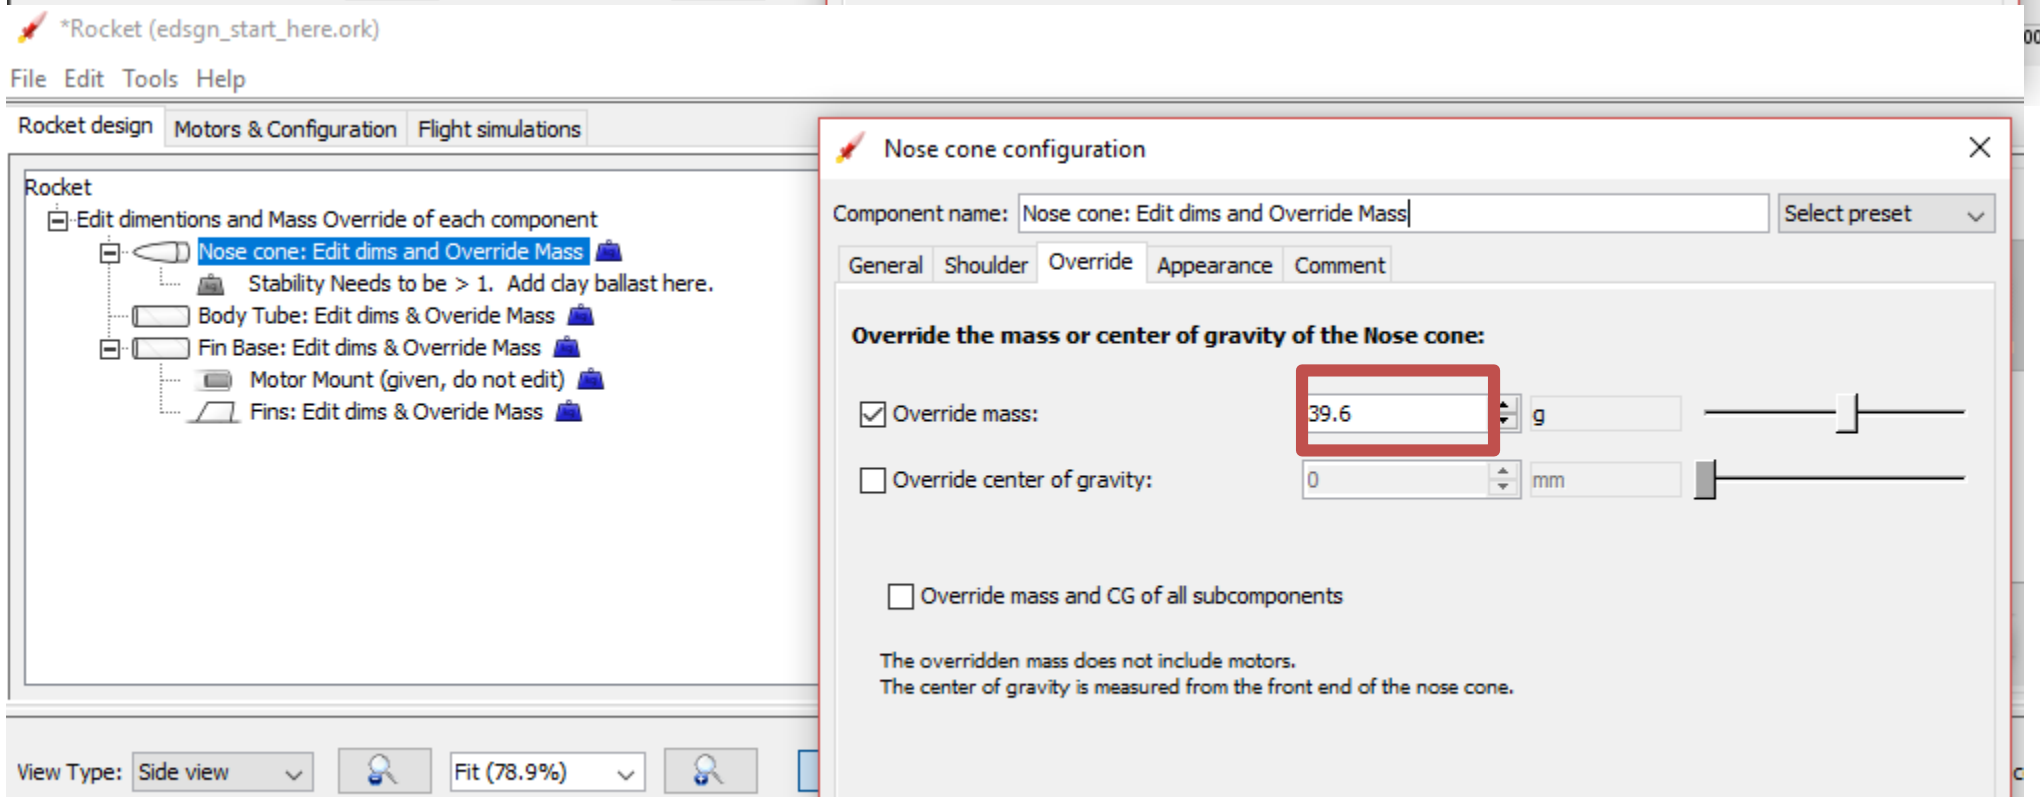 *Rocket (edsgn_start_here.ork)
File Edit Tools Help
Rocket design Motors & Configuration Flight simulations
Rocket
Edit dimentions and Mass Override of each component
Nose cone: Edit dims and Override Mass
Stability Needs to be > 1. Add clay ballast here.
Body Tube: Edit dims & Overide Mass
Fin Base: Edit dims & Override Mass
Motor Mount (given, do not edit)
Fins: Edit dims & Overide Mass
View Type: Side view Fit (78.9%)
Nose cone configuration
Component name: Nose cone: Edit dims and Override Mass Select preset
General Shoulder Override Appearance Comment
Override the mass or center of gravity of the Nose cone:
Override mass: 39.6 g
Override center of gravity: 0 mm
Override mass and CG of all subcomponents
The overridden mass does not include motors.
The center of gravity is measured from the front end of the nose cone.